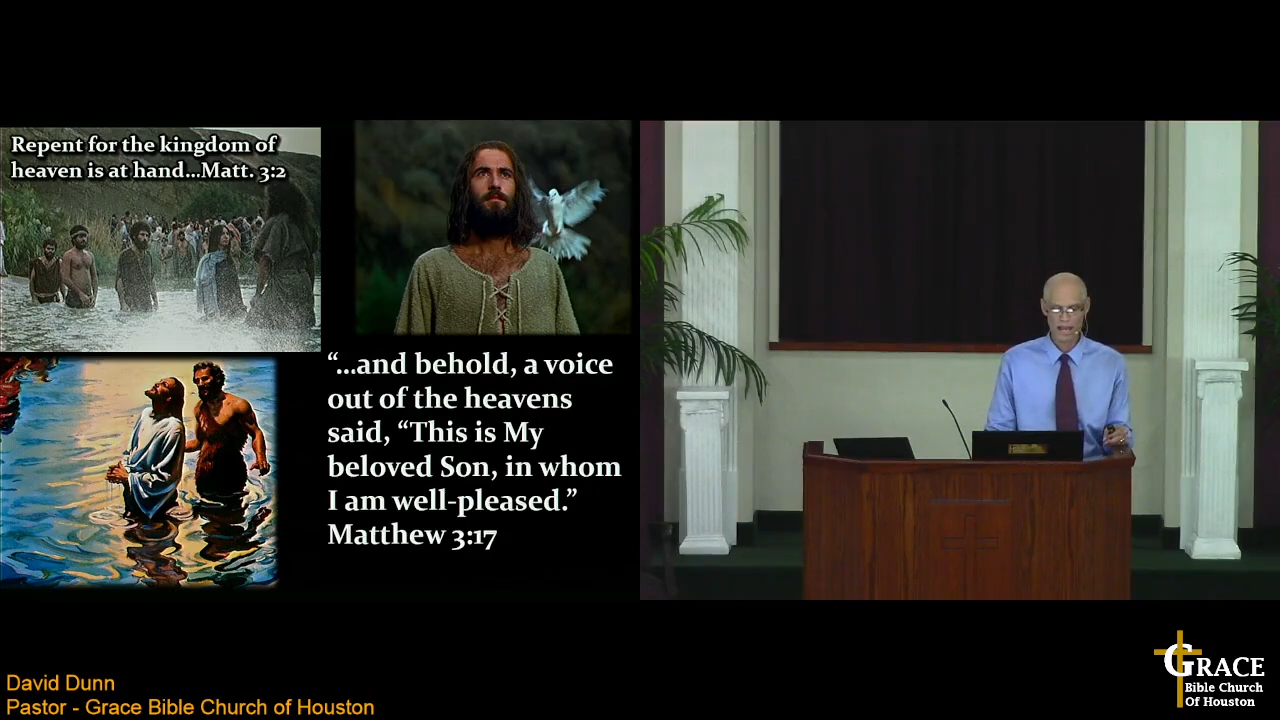 Repent for the kingdom of
heaven is at hand...Matt. 3:2
“...and behold, a voice
out of the heavens
said, “This is My
beloved Son, in whom
I am well-pleased.”
Matthew 3:17
David Dunn
Pastor - Grace Bible Church of Houston
GRACE
Bible Church
Of Houston